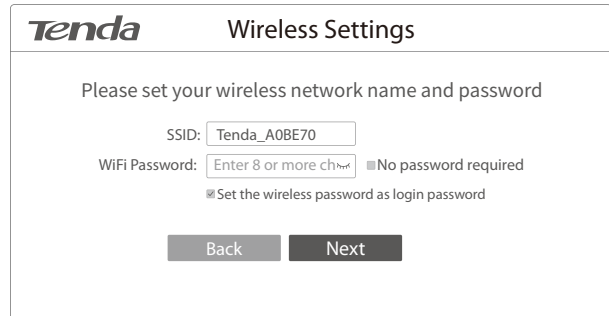 Tenda Wireless Settings
Please set your wireless network name and password
SSID: Tenda_A0BE70
WiFi Password: Enter 8 or more ch No password required
Set the wireless password as login password
Back Next